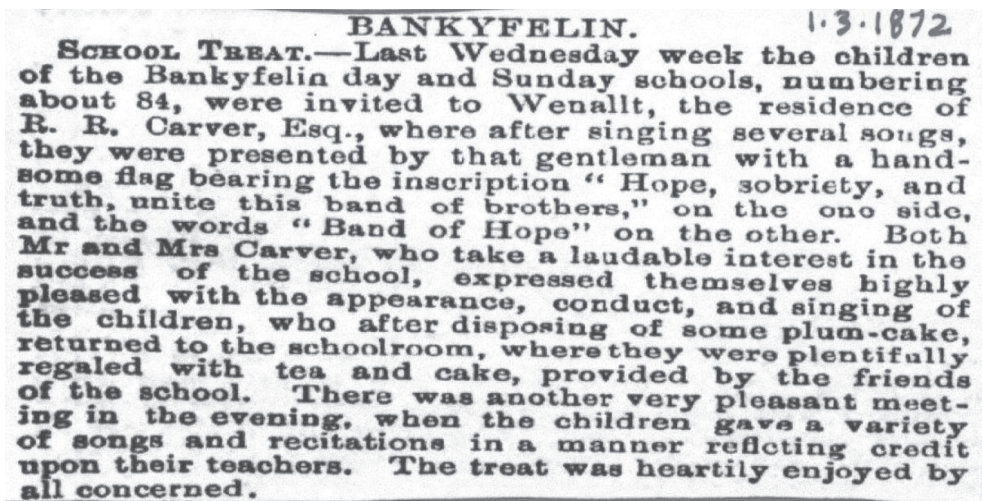 BANKYFELIN. 1.3.1872
SCHOOL TREAT.—Last Wednesday week the children
of the Bankyfelin day and Sunday schools, numbering
about 84, were invited to Wenallt, the residence of
R. R. Carver, Esq., where after singing several songs,
they were presented by that gentleman with a hand-
some flag bearing the inscription “ Hope, sobriety, and
truth, unite this band of brothers,” on the one side,
and the words “Band of Hope” on the other. Both
Mr and Mrs Carver, who take a laudable interest in the
success of the school, expressed themselves highly
pleased with the appearance, conduct, and singing of
the children, who after disposing of some plum-cake,
returned to the schoolroom, where they were plentifully
regaled with tea and cake, provided by the friends
of the school. There was another very pleasant meet-
ing in the evening, when the children gave a variety
of songs and recitations in a manner reflcting credit
upon their teachers. The treat was heartily enjoyed by
all concerned.